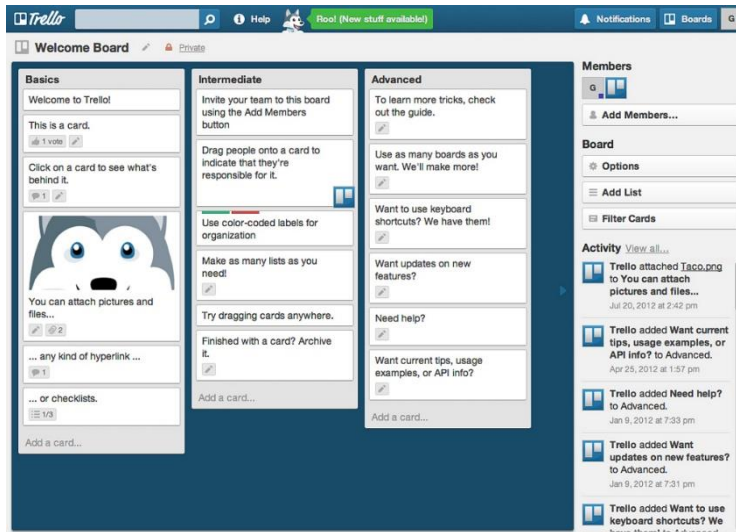 Trello
Help
Roo! (New stuff available!)
Notifications
Boards
G
Welcome Board
Private
Basics
Welcome to Trello!
This is a card.
1 vote
Click on a card to see what's
behind it.
1
You can attach pictures and
files...
2
... any kind of hyperlink ...
1
... or checklists.
1/3
Add a card...
Intermediate
Invite your team to this board
using the Add Members
button
Drag people onto a card to
indicate that they're
responsible for it.
Use color-coded labels for
organization
Make as many lists as you
need!
Try dragging cards anywhere.
Finished with a card? Archive
it.
Add a card...
Advanced
To learn more tricks, check
out the guide.
Use as many boards as you
want. We'll make more!
Want to use keyboard
shortcuts? We have them!
Want updates on new
features?
Need help?
Want current tips, usage
examples, or API info?
Add a card...
Members
G
Add Members...
Board
Options
Add List
Filter Cards
Activity View all...
Trello attached Taco.png
to You can attach
pictures and files...
Jul 20, 2012 at 2:42 pm
Trello added Want current
tips, usage examples, or
API info? to Advanced.
Apr 25, 2012 at 1:57 pm
Trello added Need help?
to Advanced.
Jan 9, 2012 at 7:33 pm
Trello added Want
updates on new features?
to Advanced.
Jan 9, 2012 at 7:31 pm
Trello added Want to use
keyboard shortcuts? We
have them! to Advanced.